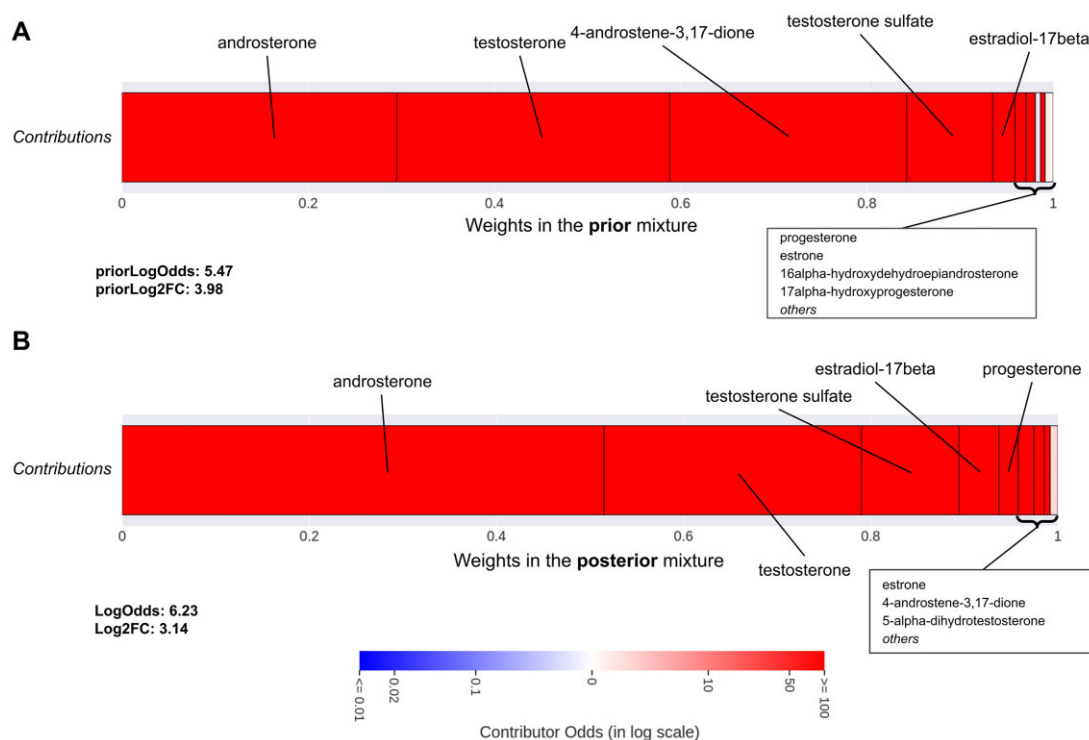 A
androsterone
testosterone
4-androstene-3,17-dione
testosterone sulfate
estradiol-17beta
Contributions
0
0.2
0.4
0.6
0.8
1
Weights in the prior mixture
progesterone
estrone
16alpha-hydroxydehydroepiandrosterone
17alpha-hydroxyprogesterone
others
priorLogOdds: 5.47
priorLog2FC: 3.98
B
androsterone
testosterone sulfate
estradiol-17beta
progesterone
Contributions
0
0.2
0.4
0.6
0.8
1
Weights in the posterior mixture
testosterone
estrone
4-androstene-3,17-dione
5-alpha-dihydrotestosterone
others
LogOdds: 6.23
Log2FC: 3.14
<= 0.01
0.02
0.1
0
10
50
>= 100
Contributor Odds (in log scale)